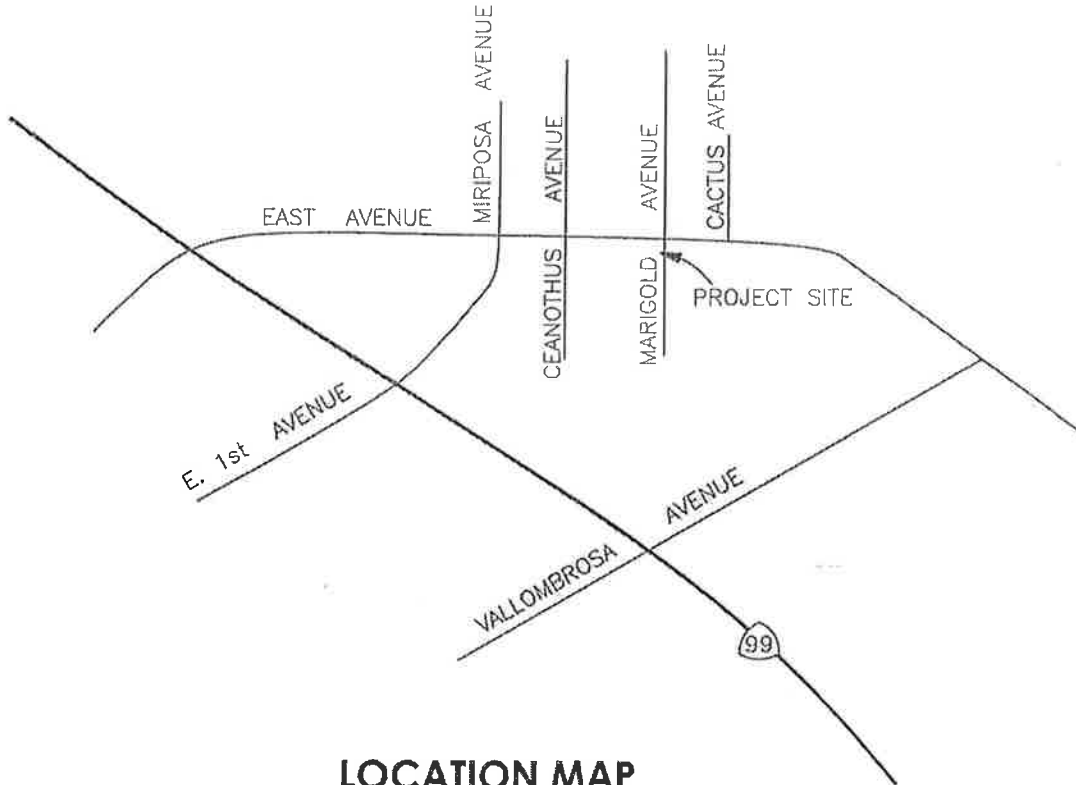 MIRIPOSA AVENUE
CEANOTHUS AVENUE
MARIGOLD AVENUE
CACTUS AVENUE
EAST AVENUE
PROJECT SITE
E. 1st AVENUE
VALLOMBROSA AVENUE
99
LOCATION MAP